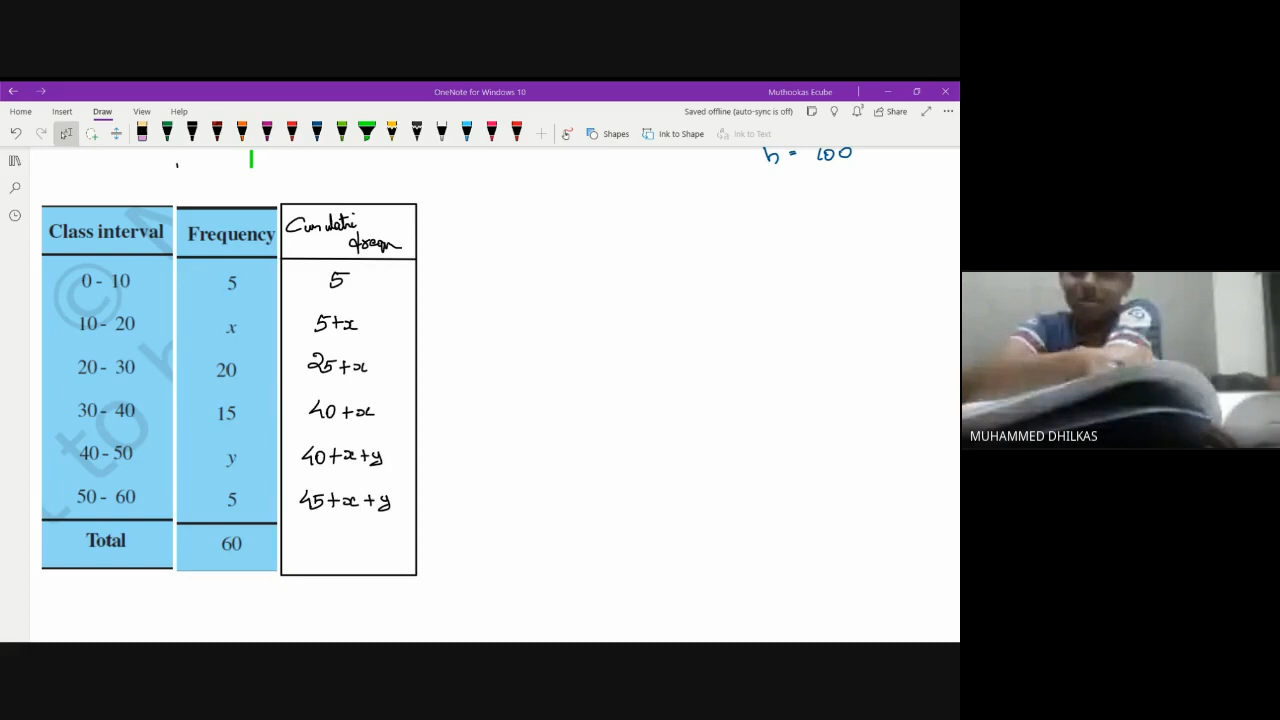 OneNote for Windows 10
Muthookas Ecube
Home Insert Draw View Help
Saved offline (auto-sync is off)
Share
Shapes
Ink to Shape
Ink to Text
h = 100
Class interval Frequency
0 - 10 5 5
10 - 20 x 5+x
20 - 30 20 25+x
30 - 40 15 40+x
40 - 50 y 40+x+y
50 - 60 5 45+x+y
Total 60
to
MUHAMMED DHILKAS